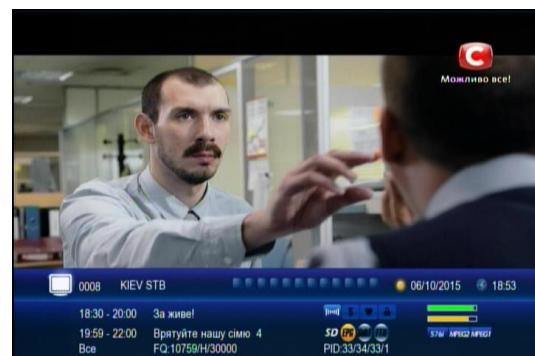 C
Можливо все!
0008 KIEV STB 06/10/2015 18:53
18:30 - 20:00 За живе!
19:59 - 22:00 Врятуйте нашу сімю 4 SD EPG 576i MPEG2 MPEG1
Все FQ:10759/H/30000 PID:33/34/33/1